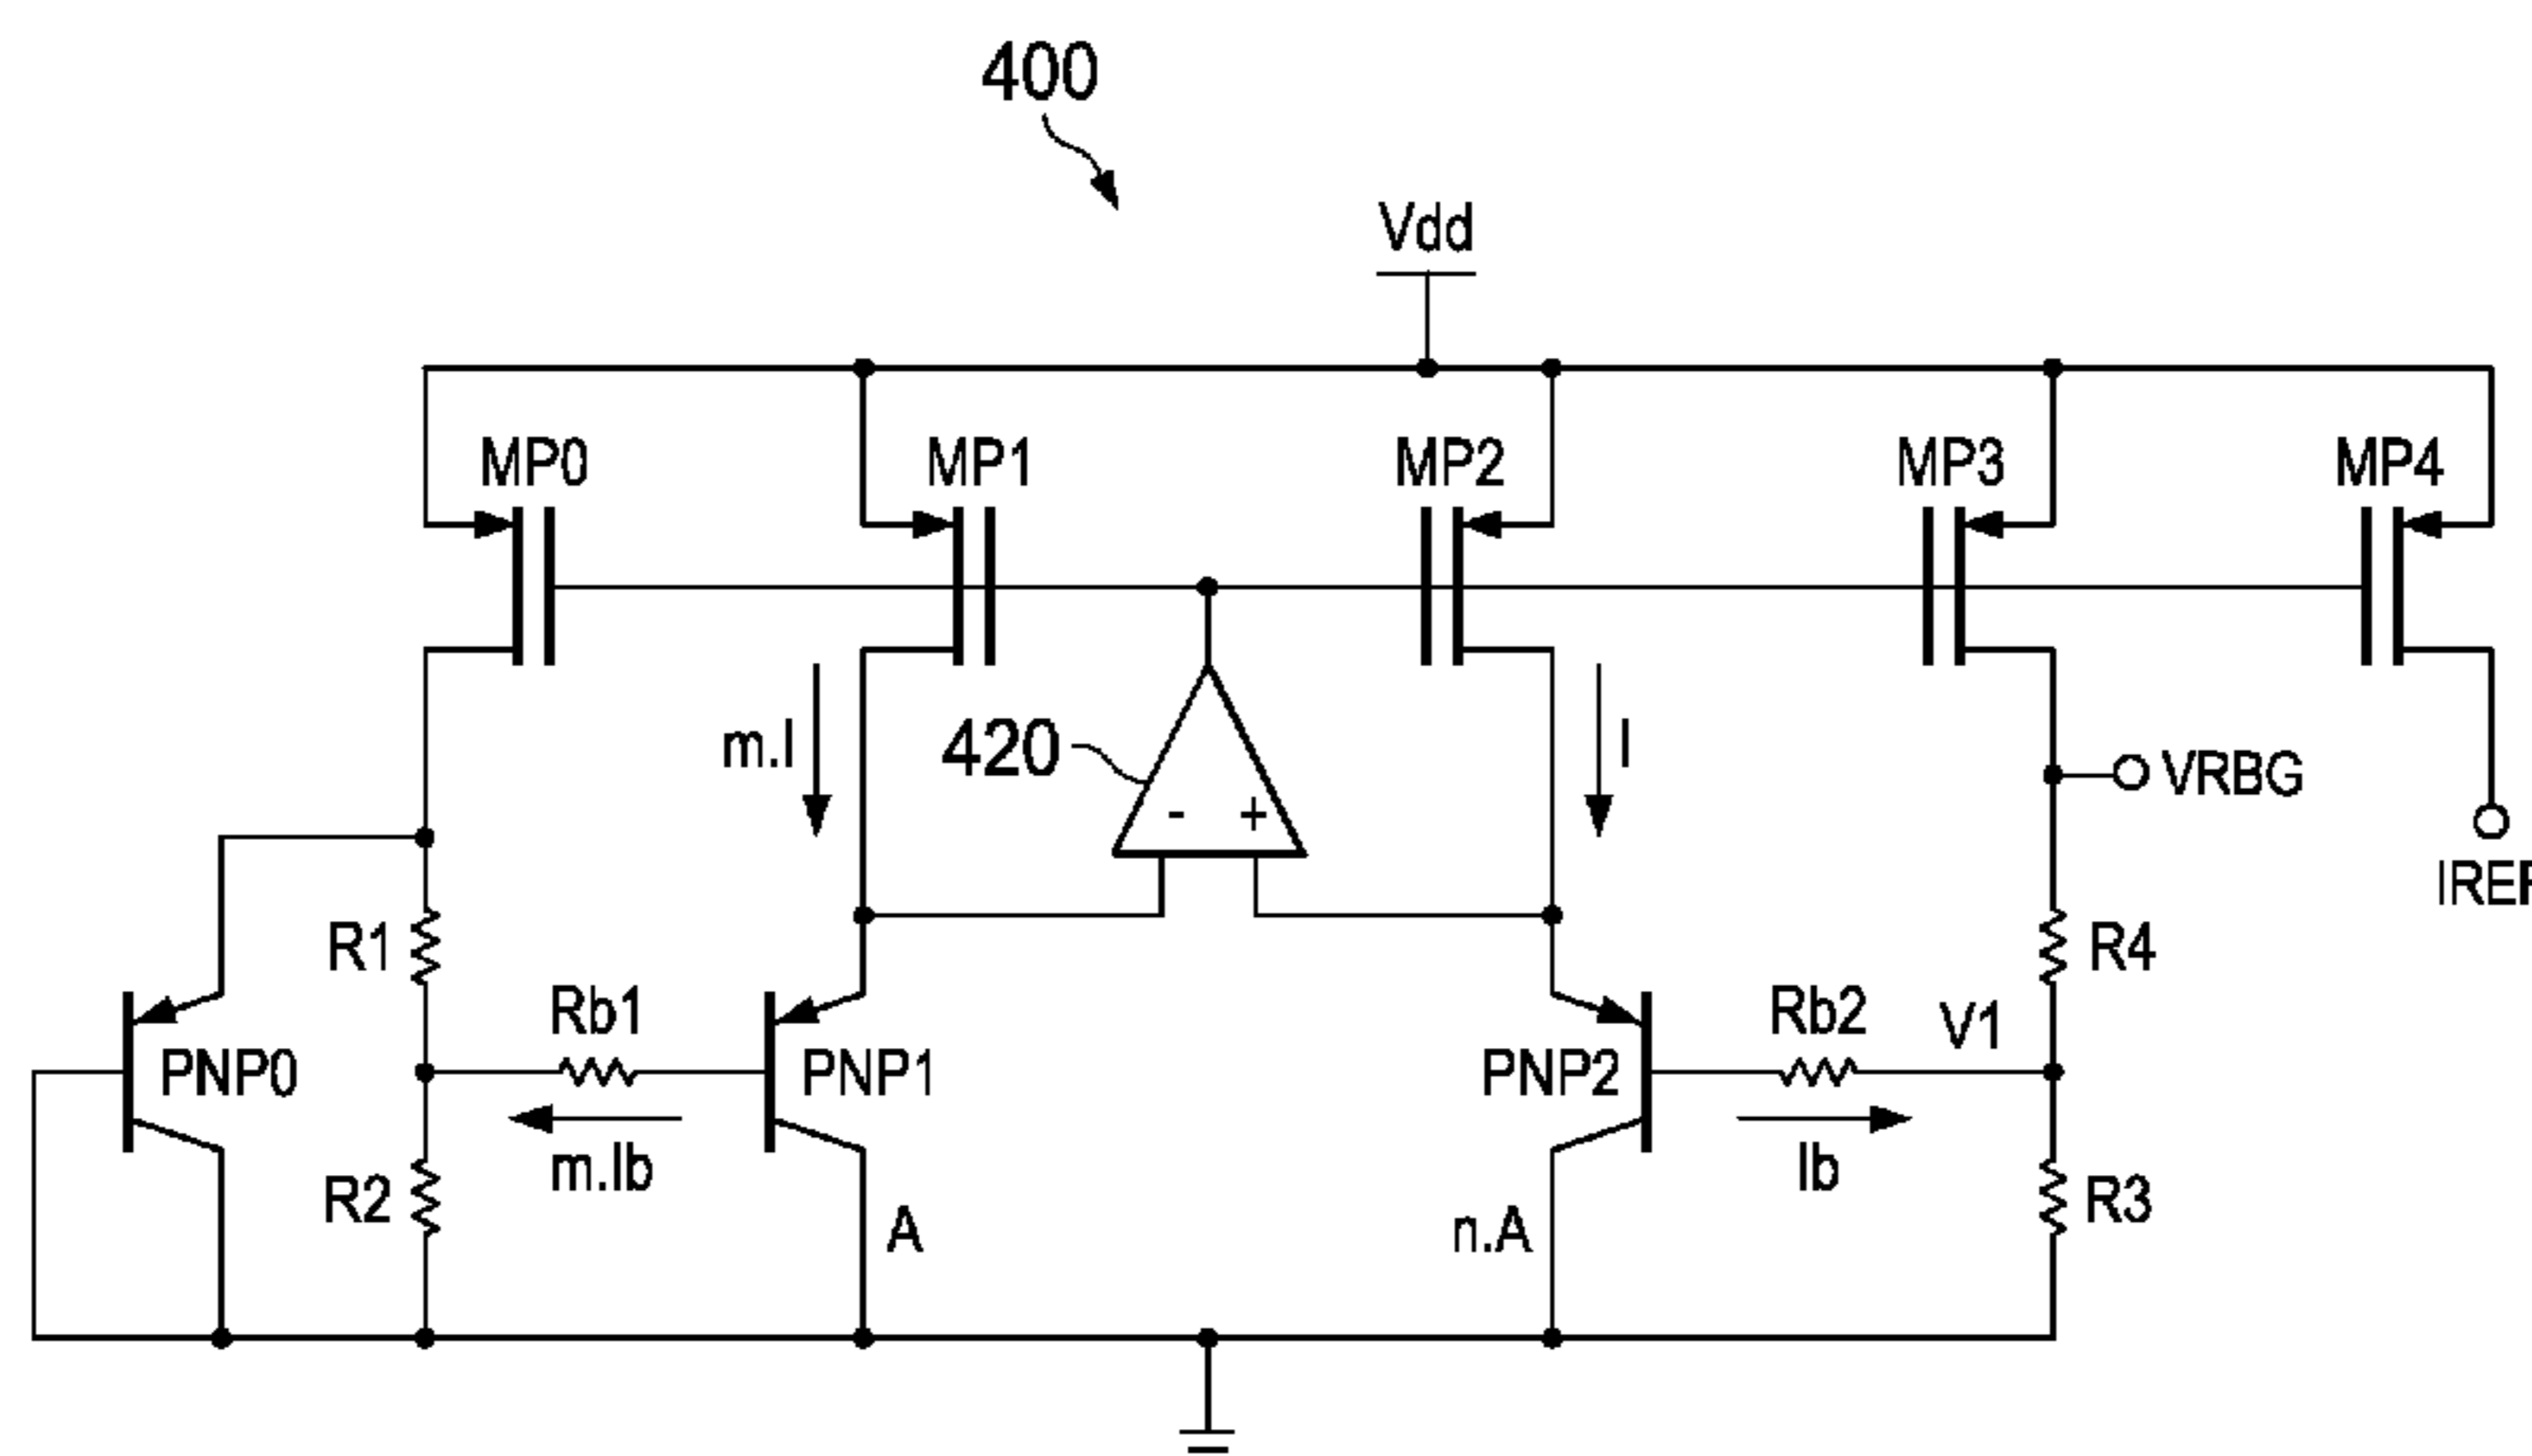 400
Vdd
MP0
MP1
MP2
MP3
MP4
m.I
420
- +
I
VRBG
IREF
R1
Rb1
PNP0
PNP1
m.Ib
R2
A
PNP2
Rb2
V1
R4
Ib
n.A
R3